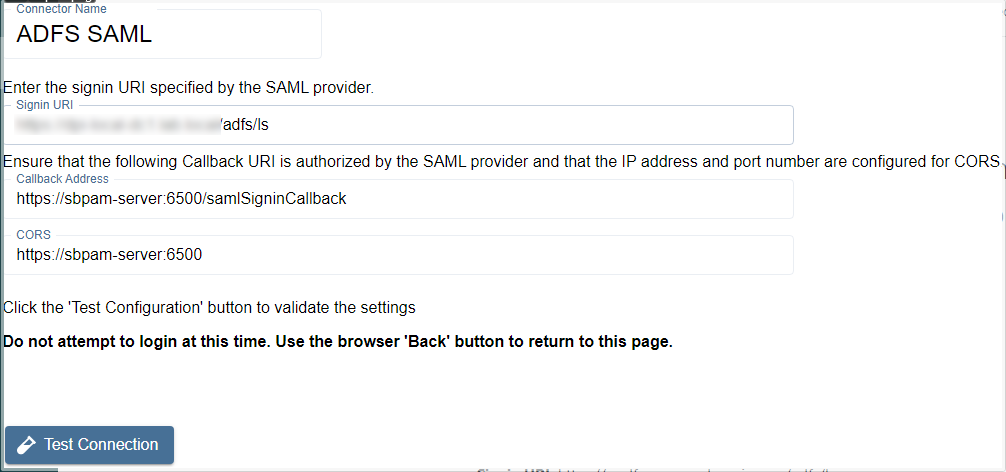 Connector Name
ADFS SAML
Enter the signin URI specified by the SAML provider.
Signin URI
/adfs/ls
Ensure that the following Callback URI is authorized by the SAML provider and that the IP address and port number are configured for CORS
Callback Address
https://sbpam-server:6500/samlSigninCallback
CORS
https://sbpam-server:6500
Click the 'Test Configuration' button to validate the settings
Do not attempt to login at this time. Use the browser 'Back' button to return to this page.
Test Connection